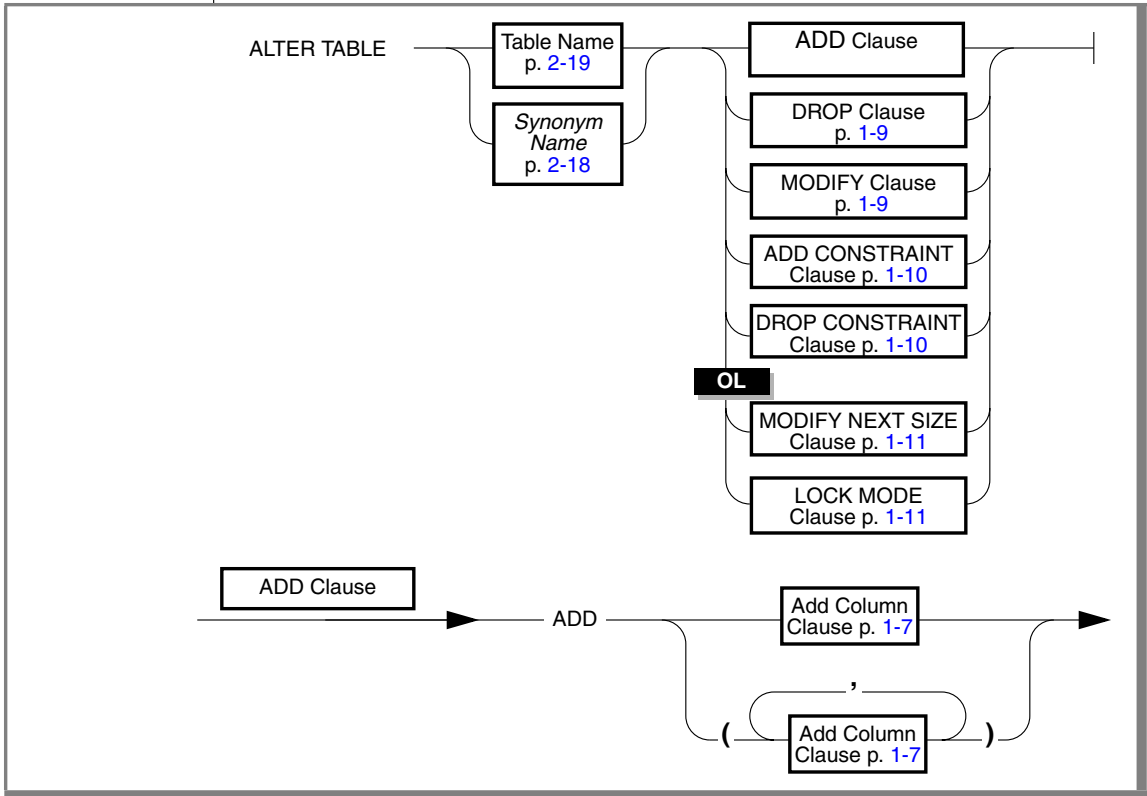 ALTER TABLE
Table Name
p. 2-19
Synonym
Name
p. 2-18
ADD Clause
DROP Clause
p. 1-9
MODIFY Clause
p. 1-9
ADD CONSTRAINT
Clause p. 1-10
DROP CONSTRAINT
Clause p. 1-10
OL
MODIFY NEXT SIZE
Clause p. 1-11
LOCK MODE
Clause p. 1-11
ADD Clause
ADD
Add Column
Clause p. 1-7
,
(
Add Column
Clause p. 1-7
)